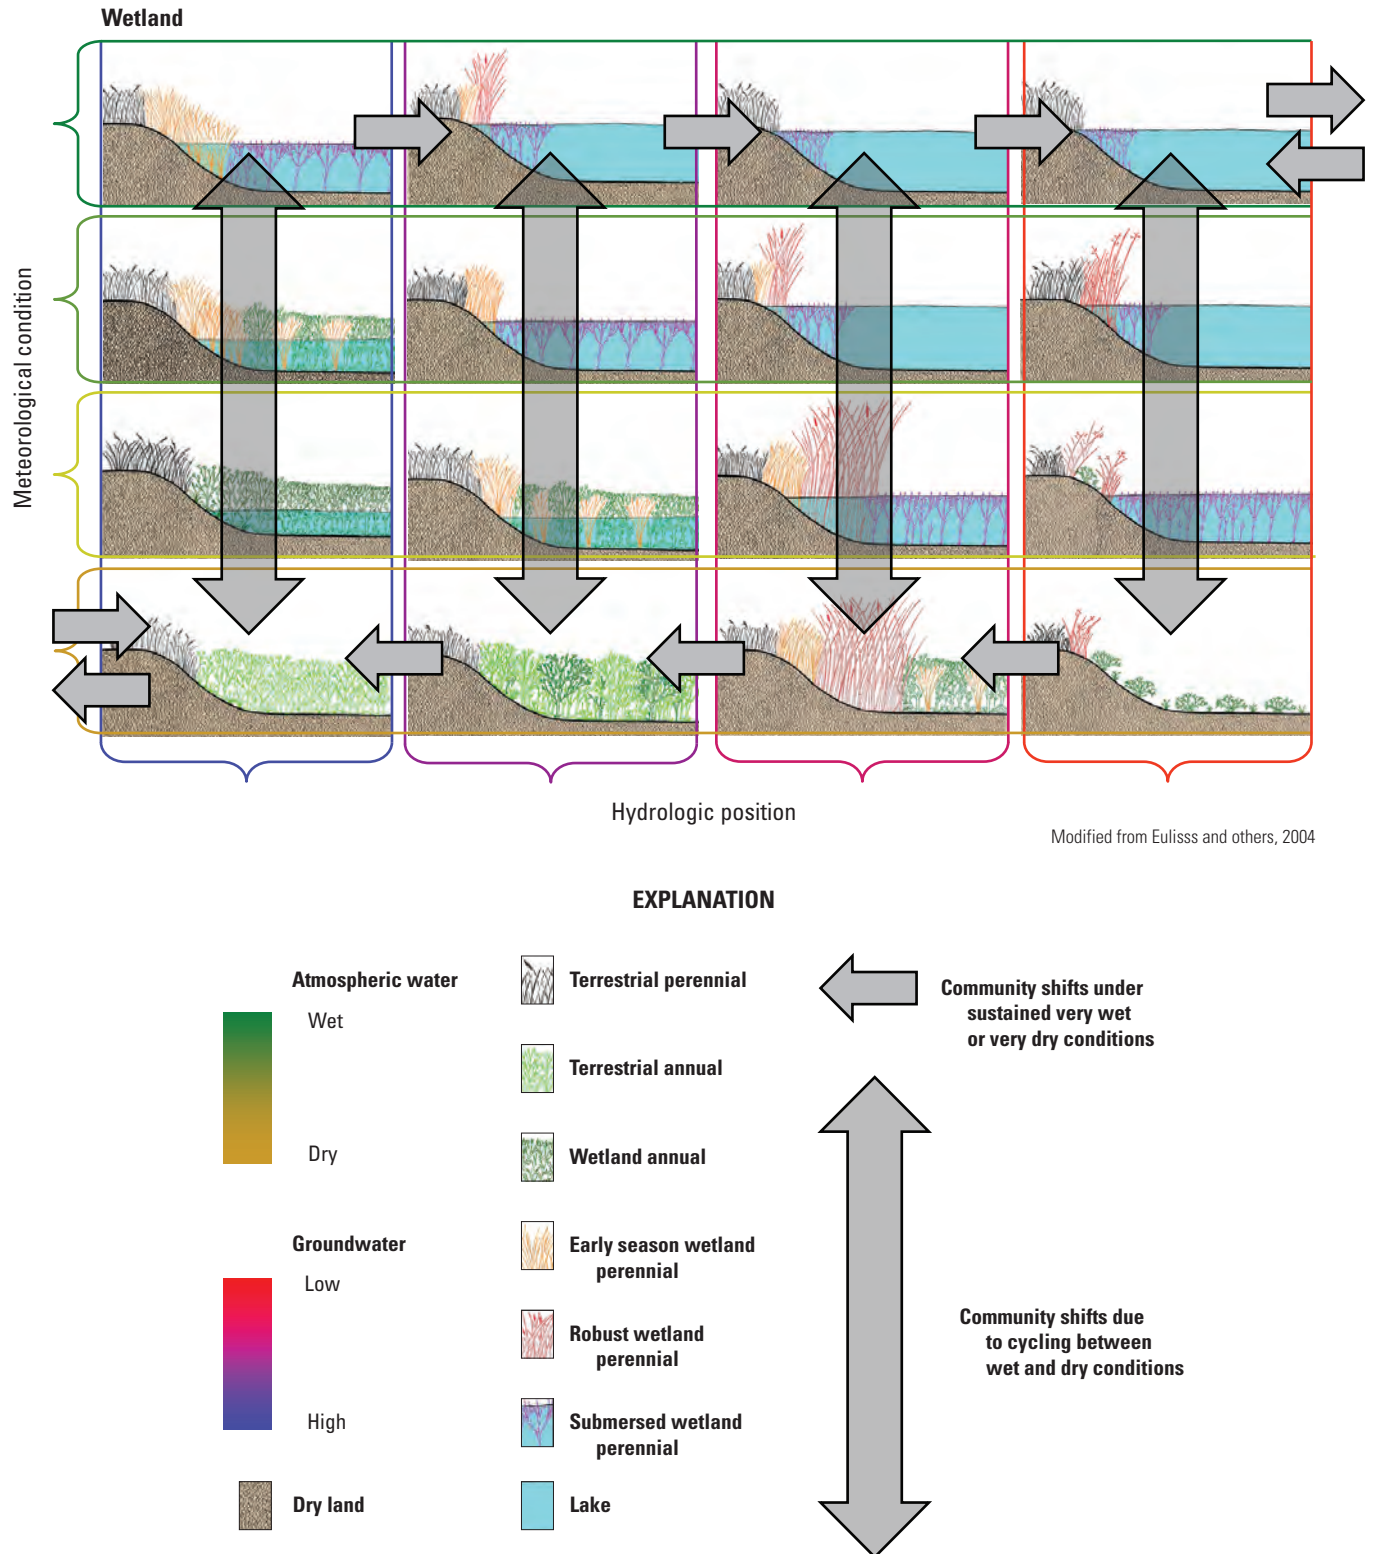 Wetland
Meteorological condition
Hydrologic position
Modified from Eulisss and others, 2004
EXPLANATION
Atmospheric water
Wet
Dry
Groundwater
Low
High
Dry land
Terrestrial perennial
Terrestrial annual
Wetland annual
Early season wetland
perennial
Robust wetland
perennial
Submersed wetland
perennial
Lake
Community shifts under
sustained very wet
or very dry conditions
Community shifts due
to cycling between
wet and dry conditions